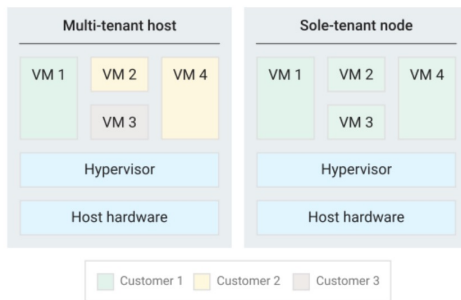 Multi-tenant host
VM 1
VM 2
VM 4
VM 3
Hypervisor
Host hardware
Sole-tenant node
VM 1
VM 2
VM 4
VM 3
Hypervisor
Host hardware
Customer 1
Customer 2
Customer 3